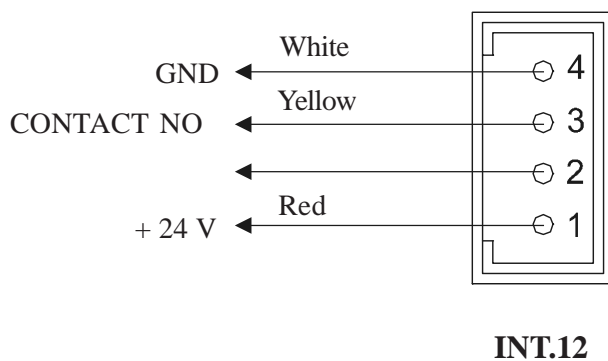 White
GND 4
Yellow
CONTACT NO 3
2
Red
+ 24 V 1
INT.12